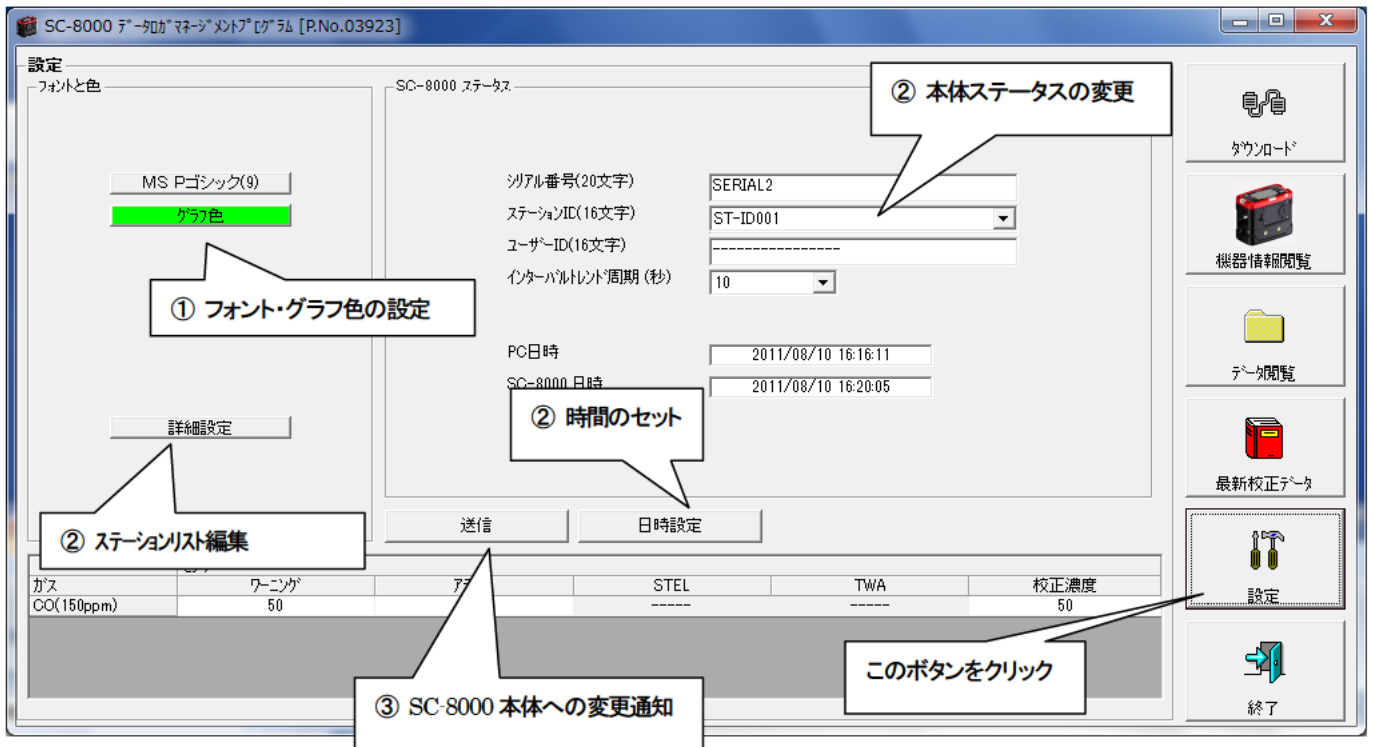 SC-8000 ﾃﾞｰﾀﾛｶﾞﾏﾈｰｼﾞﾒﾝﾄﾌﾟﾛｸﾞﾗﾑ [P.No.03923]
設定
ﾌｫﾝﾄと色
MS Pゴシック(9)
ｸﾞﾗﾌ色
① フォント・グラフ色の設定
詳細設定
② ステーションリスト編集
SC-8000 ｽﾃｰﾀｽ
② 本体ステータスの変更
ｼﾘｱﾙ番号(20文字)
SERIAL2
ｽﾃｰｼｮﾝID(16文字)
ST-ID001
ﾕｰｻﾞｰID(16文字)
----------------
ｲﾝﾀｰﾊﾞﾙﾄﾚﾝﾄﾞ周期 (秒)
10
PC日時
2011/08/10 16:16:11
SC-8000 日時
2011/08/10 16:20:05
② 時間のセット
送信
日時設定
ｶﾞｽ ﾜｰﾆﾝｸﾞ STEL TWA 校正濃度
CO(150ppm) 50 ----- ----- 50
③ SC-8000 本体への変更通知
このボタンをクリック
ﾀﾞｳﾝﾛｰﾄﾞ
機器情報閲覧
ﾃﾞｰﾀ閲覧
最新校正ﾃﾞｰﾀ
設定
終了